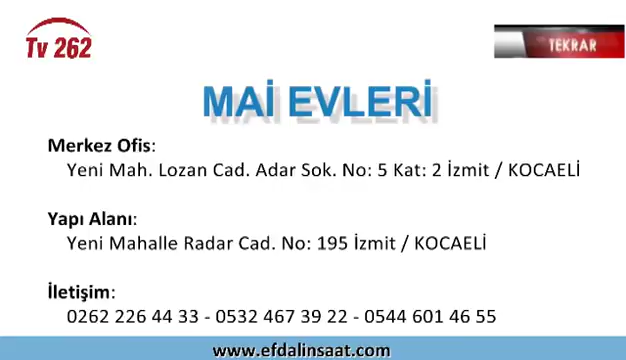 Tv 262
TEKRAR
MAİ EVLERİ
Merkez Ofis:
Yeni Mah. Lozan Cad. Adar Sok. No: 5 Kat: 2 İzmit / KOCAELİ
Yapı Alanı:
Yeni Mahalle Radar Cad. No: 195 İzmit / KOCAELİ
İletişim:
0262 226 44 33 - 0532 467 39 22 - 0544 601 46 55
www.efdalinsaat.com